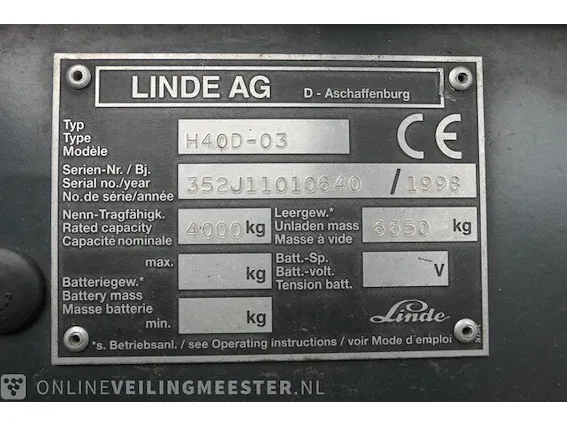 LINDE AG D - Aschaffenburg
Typ
Type
Modèle
H40D-03
CE
Serien-Nr. / Bj.
Serial no./year
No. de série/année
352J11010640 / 1998
Nenn-Tragfähigk.
Rated capacity
Capacité nominale
4000 kg
Leergew.*
Unladen mass
Masse à vide
6650 kg
max. kg
Batteriegew.*
Battery mass
Masse batterie
min. kg
Batt.-Sp.
Batt.-volt.
Tension batt.
V
Linde
*s. Betriebsanl. / see Operating instructions / voir Mode d'emploi
ONLINEVEILINGMEESTER.NL